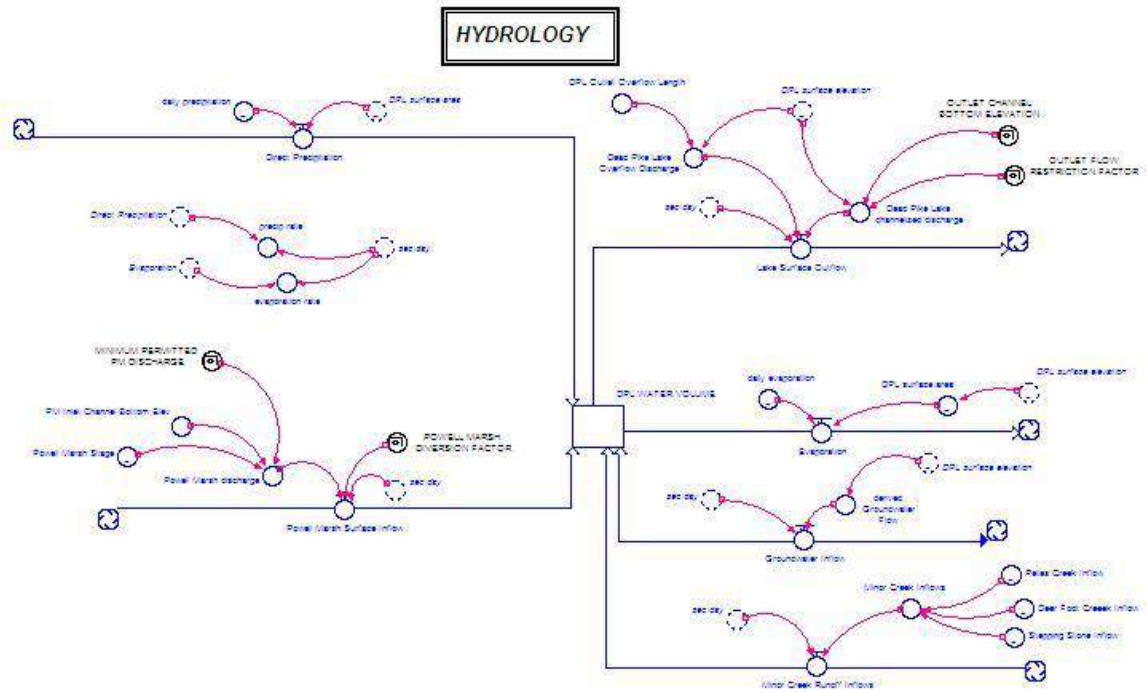 HYDROLOGY
daily precipitation
DPL surface area
Direct Precipitation
DPL Outlet Overflow Length
DPL surface elevation
OUTLET CHANNEL
BOTTOM ELEVATION
Dead Pike Lake
Overflow Discharge
OUTLET FLOW
RESTRICTION FACTOR
sec day
Dead Pike Lake
channelized discharge
Lake Surface Outflow
Direct Precipitation
precip rate
sec day
Evaporation
evaporation rate
MINIMUM PERMITTED
PM DISCHARGE
PM Inlet Channel Bottom Elev
Powell Marsh Stage
Powell Marsh discharge
POWELL MARSH
DIVERSION FACTOR
sec day
Powell Marsh Surface Inflow
DPL WATER VOLUME
daily evaporation
DPL surface area
DPL surface elevation
Evaporation
DPL surface elevation
sec day
derived
Groundwater
Flow
Groundwater Inflow
Minor Creek Inflows
Pelas Creek Inflow
Deer Foot Creeek Inflow
Stepping Stone Inflow
sec day
Minor Creek Runoff Inflows